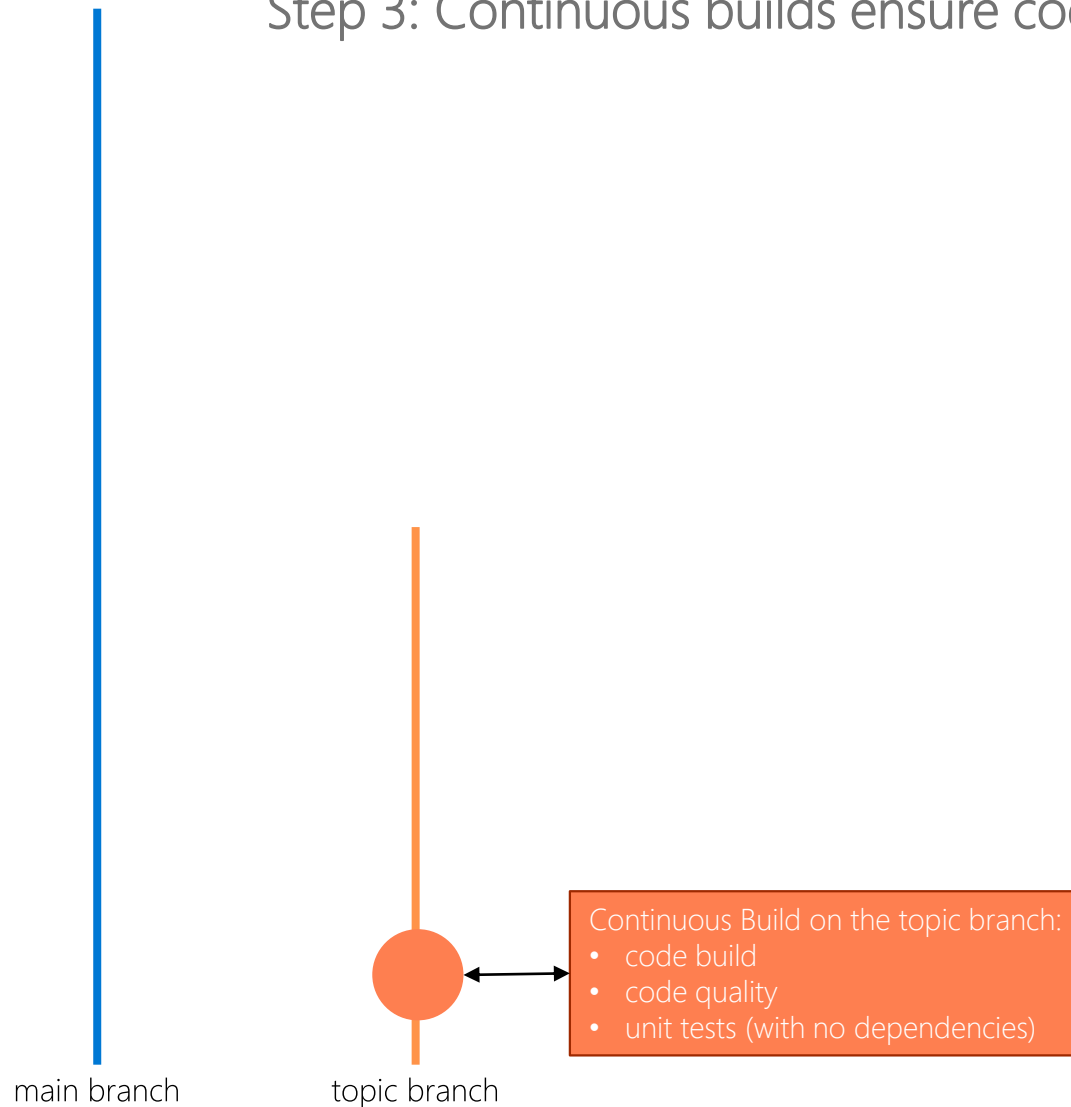 Step 3: Continuous builds ensure
Continuous Build on the topic branch:
• code build
• code quality
• unit tests (with no dependencies)
main branch
topic branch